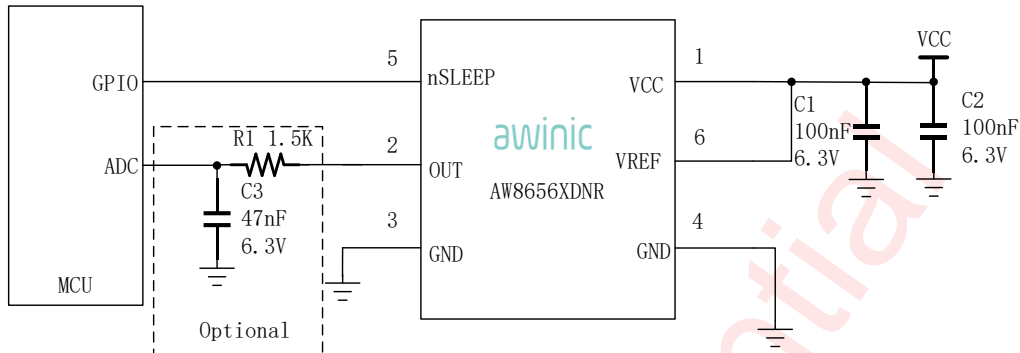 VCC
5
1
GPIO
nSLEEP
VCC
C1
100nF
6.3V
C2
100nF
6.3V
R1 1.5K
2
awinic
6
ADC
OUT
VREF
C3
47nF
6.3V
AW8656XDNR
3
4
GND
GND
MCU
Optional
ntial